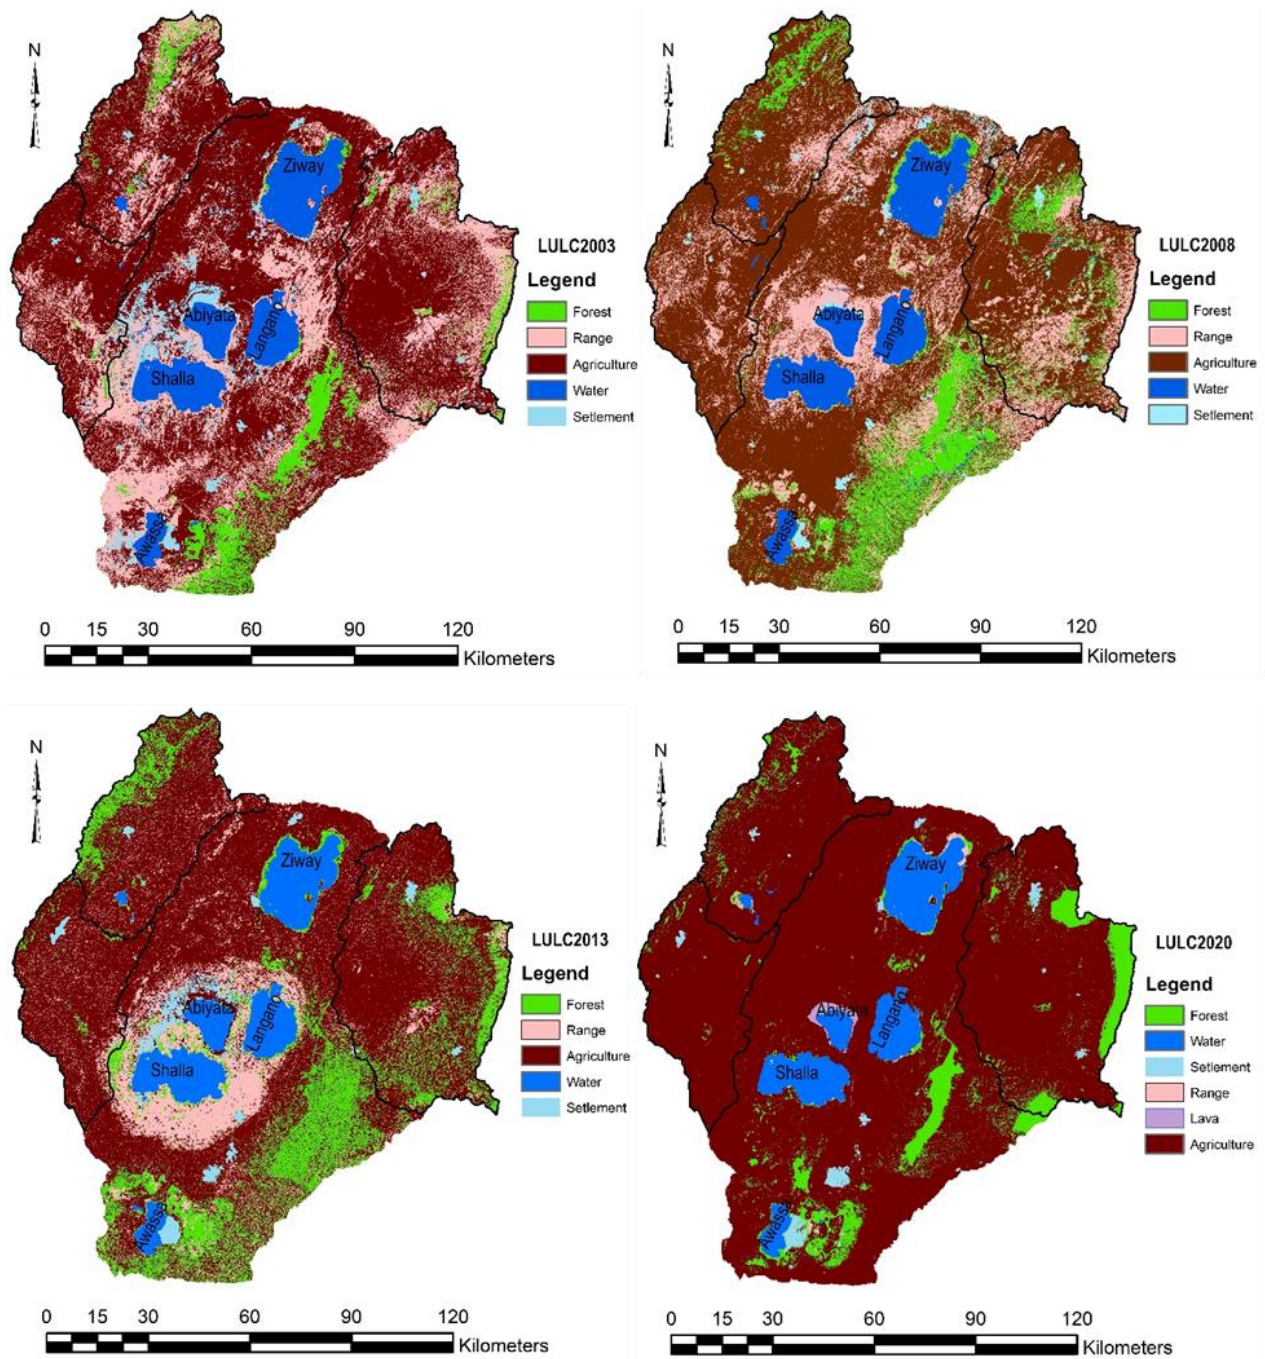 N
Ziway
Abiyata
Langano
Shalla
Awassa
LULC2003
Legend
Forest
Range
Agriculture
Water
Setlement
0 15 30 60 90 120
Kilometers
N
Ziway
Abiyata
Langano
Shalla
Awassa
LULC2008
Legend
Forest
Range
Agriculture
Water
Setlement
0 15 30 60 90 120
Kilometers
N
Ziway
Abiyata
Langano
Shalla
Awassa
LULC2013
Legend
Forest
Range
Agriculture
Water
Setlement
0 15 30 60 90 120
Kilometers
N
Ziway
Abiyata
Langano
Shalla
Awassa
LULC2020
Legend
Forest
Water
Setlement
Range
Lava
Agriculture
0 15 30 60 90 120
Kilometers